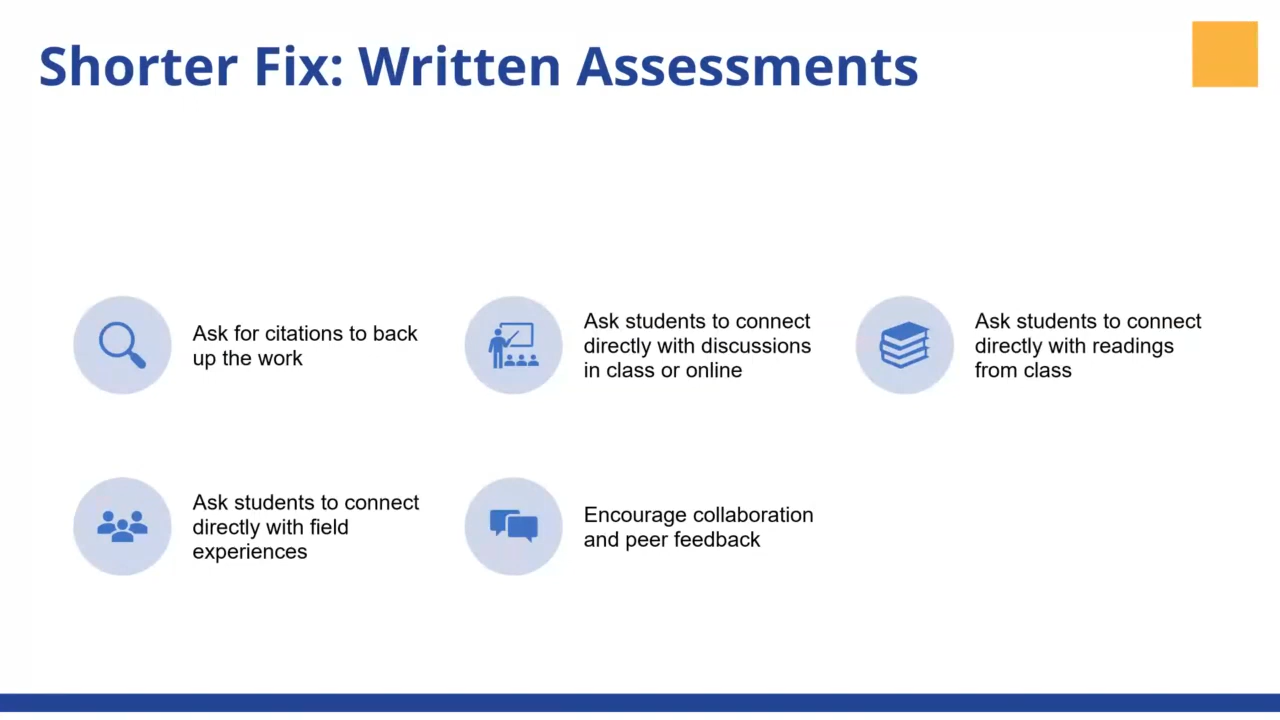 Shorter Fix: Written Assessments
Ask for citations to back
up the work
Ask students to connect
directly with discussions
in class or online
Ask students to connect
directly with readings
from class
Ask students to connect
directly with field
experiences
Encourage collaboration
and peer feedback